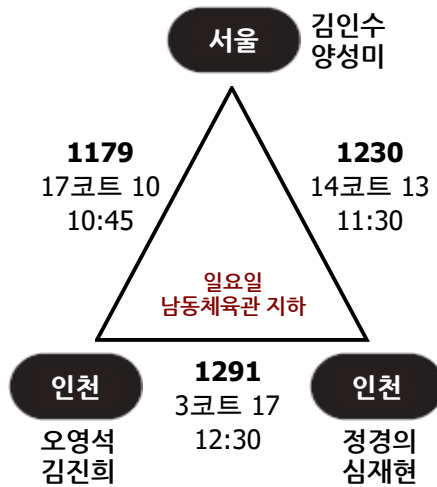 서울
김인수
양성미
1179
17코트 10
10:45
1230
14코트 13
11:30
일요일
남동체육관 지하
인천
오영석
김진희
1291
3코트 17
12:30
인천
정경의
심재현